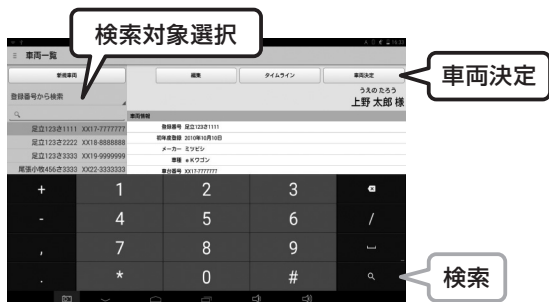 検索対象選択
18:33
車両一覧
新規車両
編集
タイムライン
車両決定
車両決定
登録番号から検索
うえの たろう
上野 太郎 様
車両情報
足立123さ1111 XX17-7777777
足立123さ2222 XX18-8888888
足立123さ3333 XX19-9999999
尾張小牧456さ3333 XX22-3333333
登録番号 足立123さ1111
初年度登録 2010年10月10日
メーカー ミツビシ
車種 eKワゴン
車台番号 XX17-7777777
+ 1 2 3
- 4 5 6 /
, 7 8 9
. * 0 #
検索